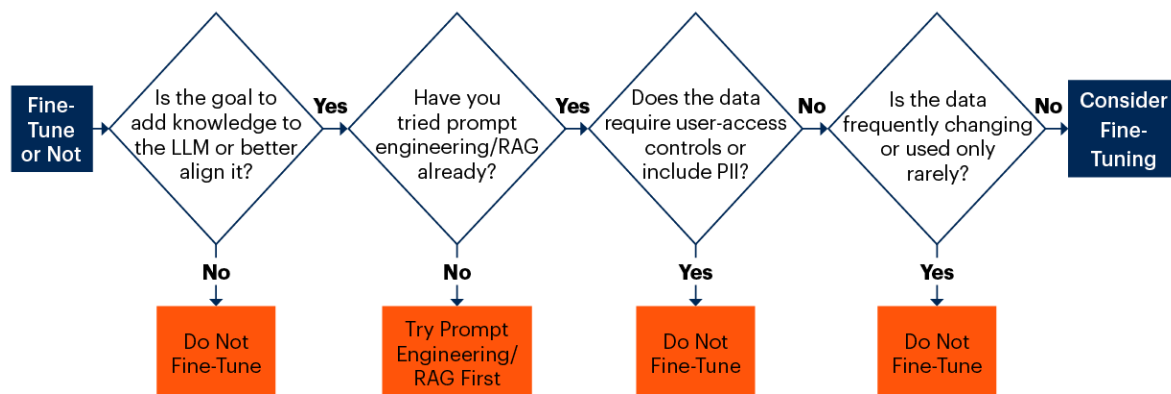 Fine-
Tune
or Not
Is the goal to
add knowledge to
the LLM or better
align it?
Yes
Have you
tried prompt
engineering/RAG
already?
Yes
Does the data
require user-access
controls or
include PII?
No
Is the data
frequently changing
or used only
rarely?
No
Consider
Fine-
Tuning
No
No
Yes
Yes
Do Not
Fine-Tune
Try Prompt
Engineering/
RAG First
Do Not
Fine-Tune
Do Not
Fine-Tune